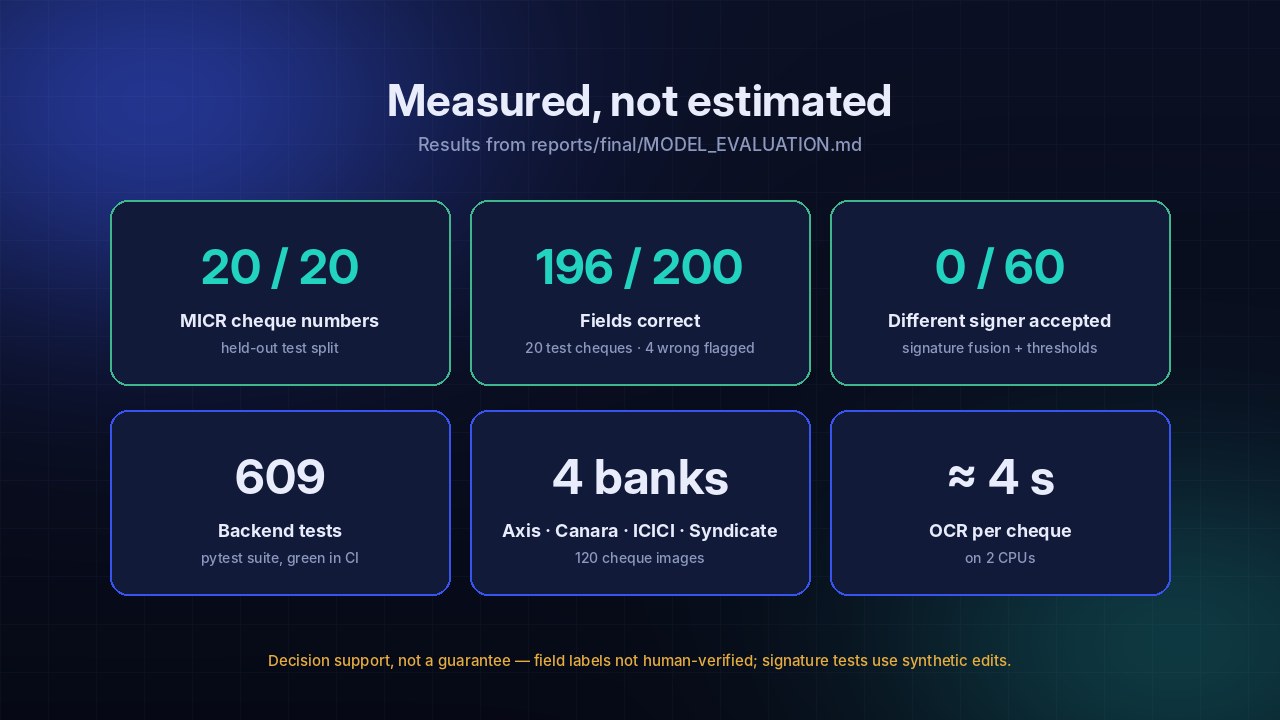 Measured, not estimated
Results from reports/final/MODEL_EVALUATION.md
20 / 20
MICR cheque numbers
held-out test split
196 / 200
Fields correct
20 test cheques · 4 wrong flagged
0 / 60
Different signer accepted
signature fusion + thresholds
609
Backend tests
pytest suite, green in CI
4 banks
Axis · Canara · ICICI · Syndicate
120 cheque images
≈ 4 s
OCR per cheque
on 2 CPUs
Decision support, not a guarantee — field labels not human-verified; signature tests use synthetic edits.